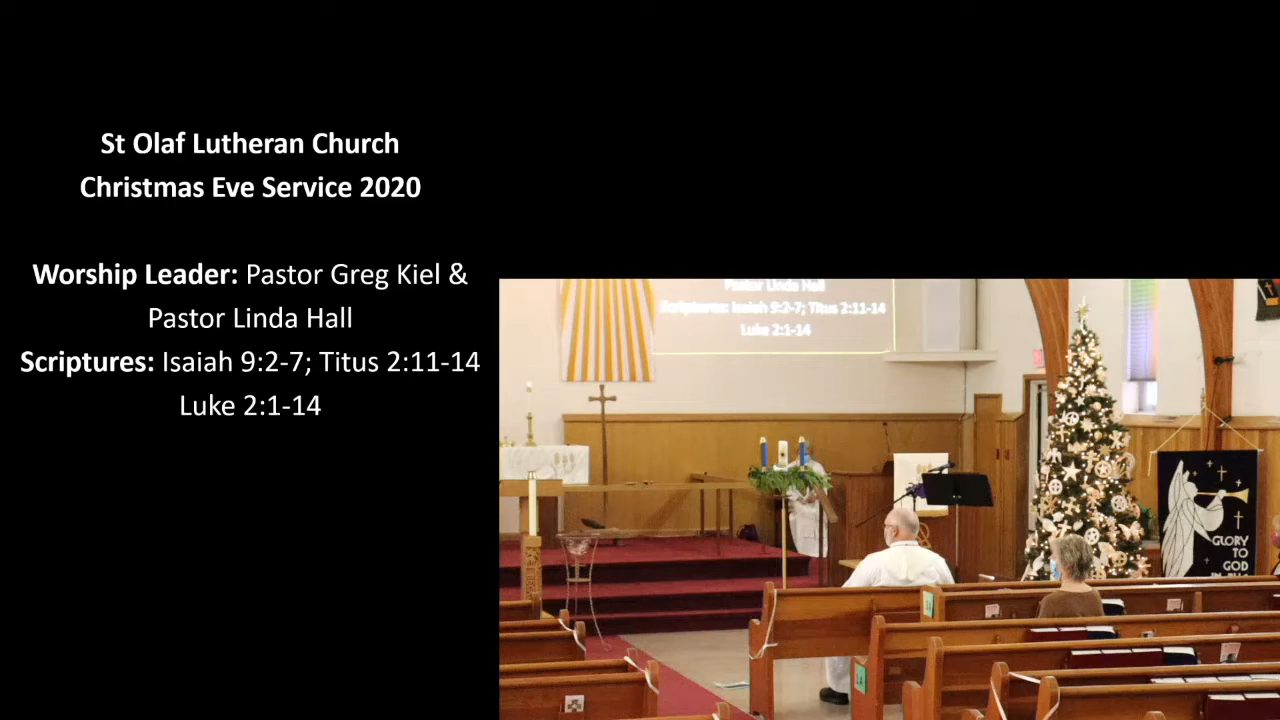 St Olaf Lutheran Church
Christmas Eve Service 2020
Worship Leader: Pastor Greg Kiel &
Pastor Linda Hall
Scriptures: Isaiah 9:2-7; Titus 2:11-14
Luke 2:1-14
Pastor Linda Hall
Scriptures: Isaiah 9:2-7; Titus 2:11-14
Luke 2:1-14
GLORY
TO
GOD